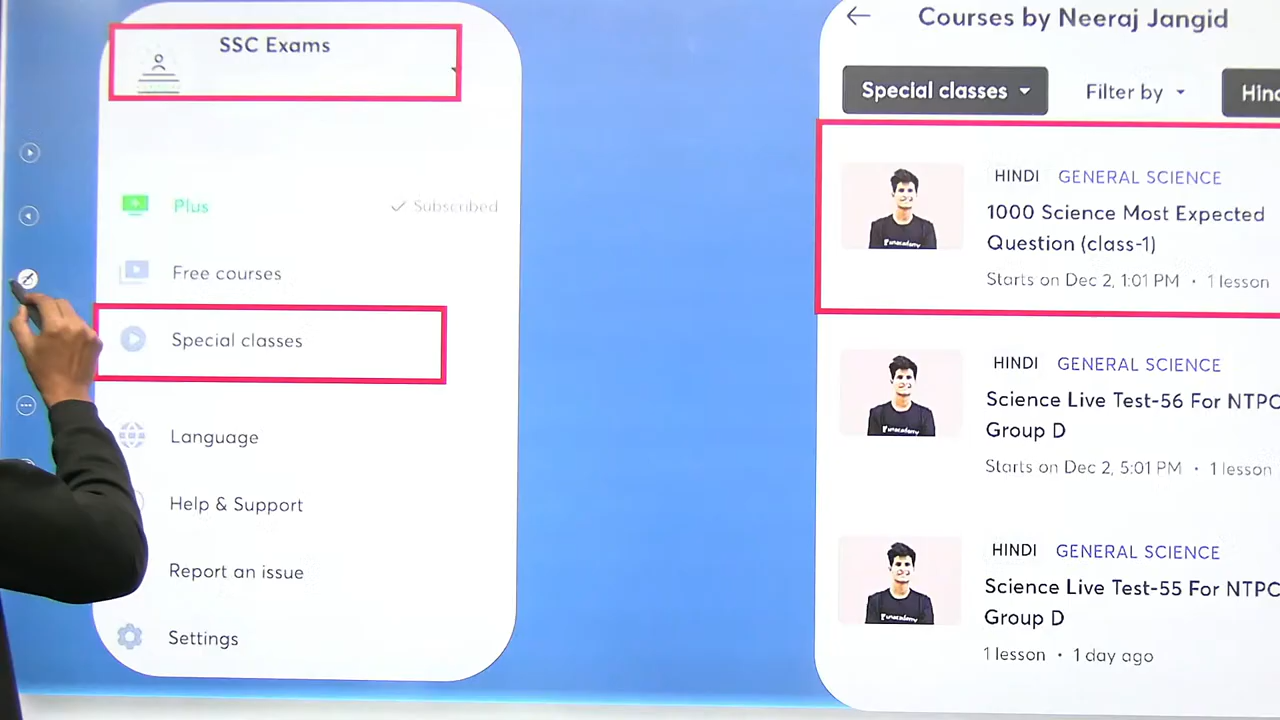 SSC Exams
Plus
Subscribed
Free courses
Special classes
Language
Help & Support
Report an issue
Settings
Courses by Neeraj Jangid
Special classes
Filter by
HINDI GENERAL SCIENCE
1000 Science Most Expected
Question (class-1)
Starts on Dec 2, 1:01 PM · 1 lesson
HINDI GENERAL SCIENCE
Science Live Test-56 For NTPC
Group D
Starts on Dec 2, 5:01 PM · 1 lesson
HINDI GENERAL SCIENCE
Science Live Test-55 For NTPC
Group D
1 lesson · 1 day ago